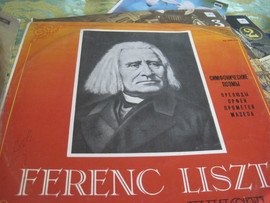 СИМФОНИЧЕСКИЕ
ПОЭМЫ
ПРЕЛЮДЫ
ОРФЕЙ
ПРОМЕТЕЙ
МАЗЕПА
FERENC LISZT